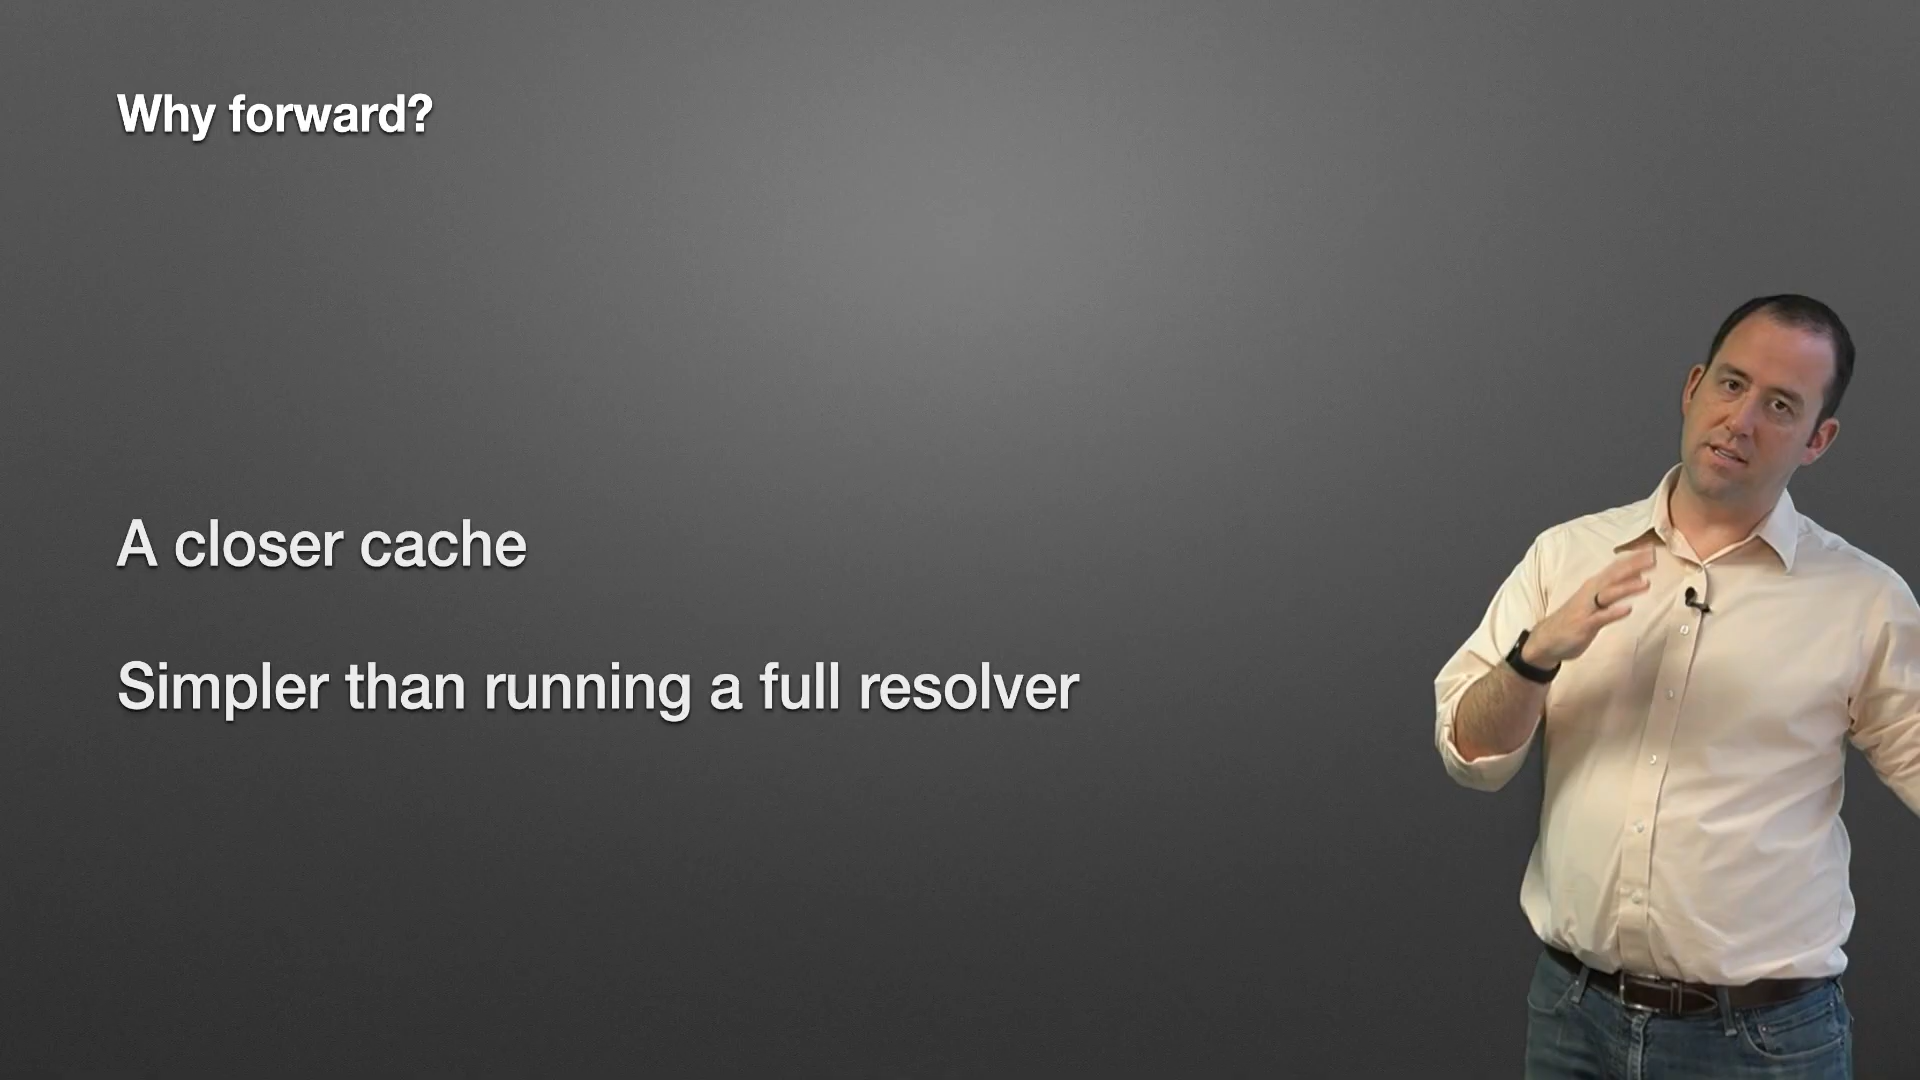 Why forward?
A closer cache
Simpler than running a full resolver